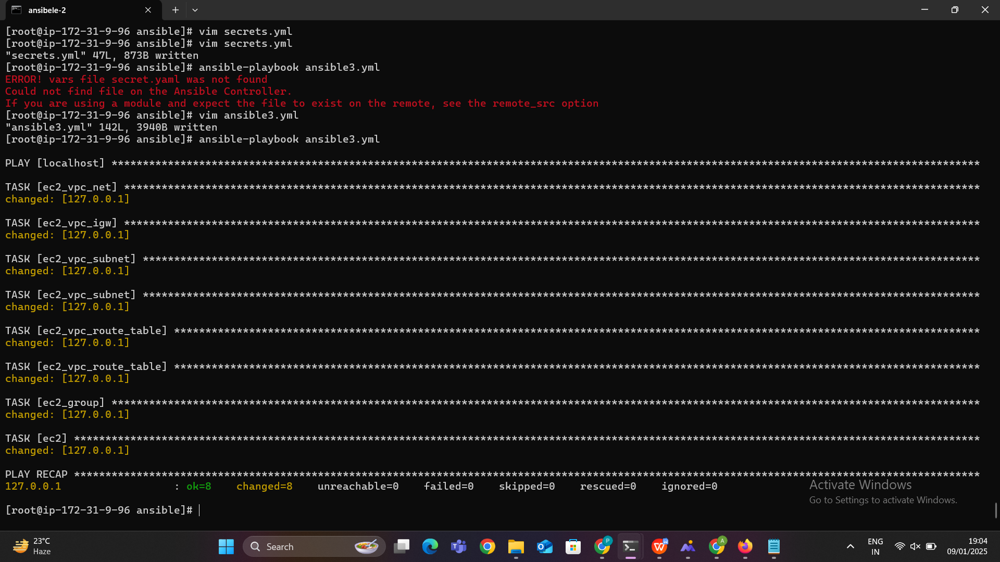 ansibele-2
[root@ip-172-31-9-96 ansible]# vim secrets.yml
[root@ip-172-31-9-96 ansible]# vim secrets.yml
"secrets.yml" 47L, 873B written
[root@ip-172-31-9-96 ansible]# ansible-playbook ansible3.yml
ERROR! vars file secret.yaml was not found
Could not find file on the Ansible Controller.
If you are using a module and expect the file to exist on the remote, see the remote_src option
[root@ip-172-31-9-96 ansible]# vim ansible3.yml
"ansible3.yml" 142L, 3940B written
[root@ip-172-31-9-96 ansible]# ansible-playbook ansible3.yml
PLAY [localhost] *******************************************************************************************************************************************
TASK [ec2_vpc_net] *****************************************************************************************************************************************
changed: [127.0.0.1]
TASK [ec2_vpc_igw] *****************************************************************************************************************************************
changed: [127.0.0.1]
TASK [ec2_vpc_subnet] **************************************************************************************************************************************
changed: [127.0.0.1]
TASK [ec2_vpc_subnet] **************************************************************************************************************************************
changed: [127.0.0.1]
TASK [ec2_vpc_route_table] *********************************************************************************************************************************
changed: [127.0.0.1]
TASK [ec2_vpc_route_table] *********************************************************************************************************************************
changed: [127.0.0.1]
TASK [ec2_group] *******************************************************************************************************************************************
changed: [127.0.0.1]
TASK [ec2] *************************************************************************************************************************************************
changed: [127.0.0.1]
PLAY RECAP *************************************************************************************************************************************************
127.0.0.1 : ok=8 changed=8 unreachable=0 failed=0 skipped=0 rescued=0 ignored=0
Activate Windows
Go to Settings to activate Windows.
[root@ip-172-31-9-96 ansible]#
23°C
Haze
Search
ENG
IN
19:04
09/01/2025